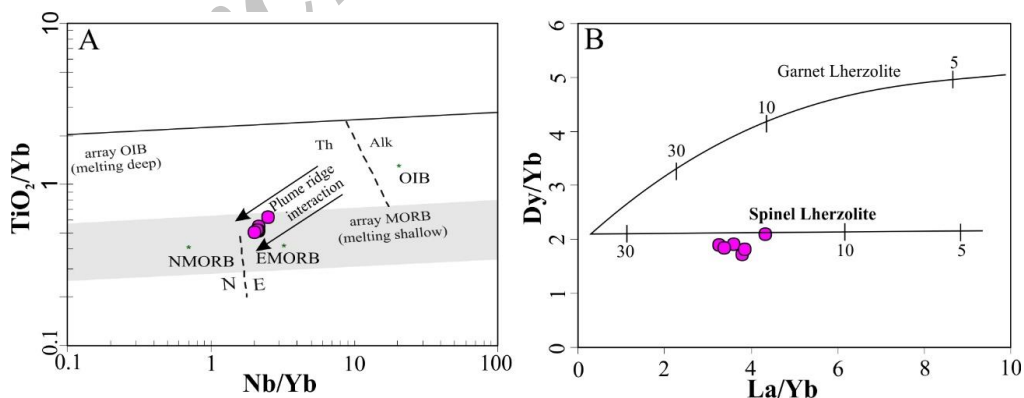 A
10
1
0.1
TiO₂/Yb
array OIB
(melting deep)
Th
Alk
OIB
Plume ridge
interaction
array MORB
(melting shallow)
NMORB
EMORB
N
E
0.1
1
10
100
Nb/Yb
B
6
5
4
3
2
1
0
Dy/Yb
Garnet Lherzolite
5
10
30
Spinel Lherzolite
30
10
5
0
2
4
6
8
10
La/Yb